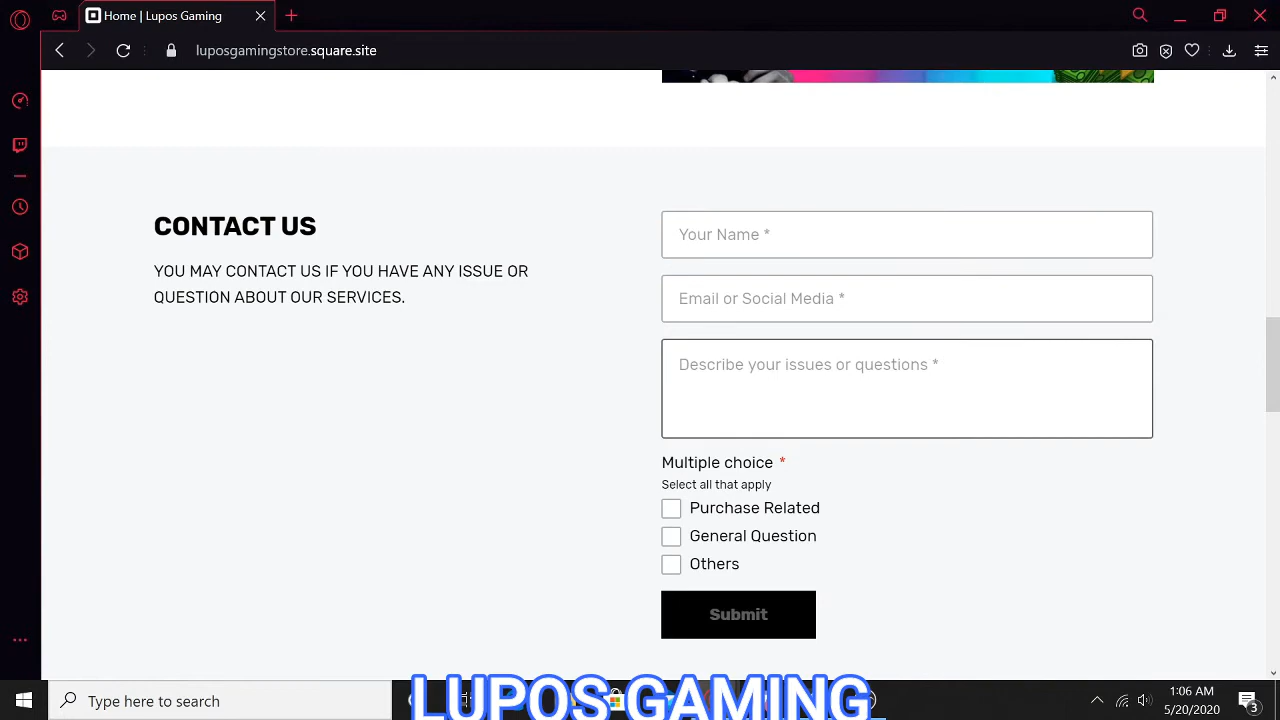 Home | Lupos Gaming
luposgamingstore.square.site
CONTACT US
YOU MAY CONTACT US IF YOU HAVE ANY ISSUE OR
QUESTION ABOUT OUR SERVICES.
Your Name *
Email or Social Media *
Describe your issues or questions *
Multiple choice *
Select all that apply
Purchase Related
General Question
Others
Submit
LUPOS GAMING
Type here to search
1:06 AM
5/20/2020
3